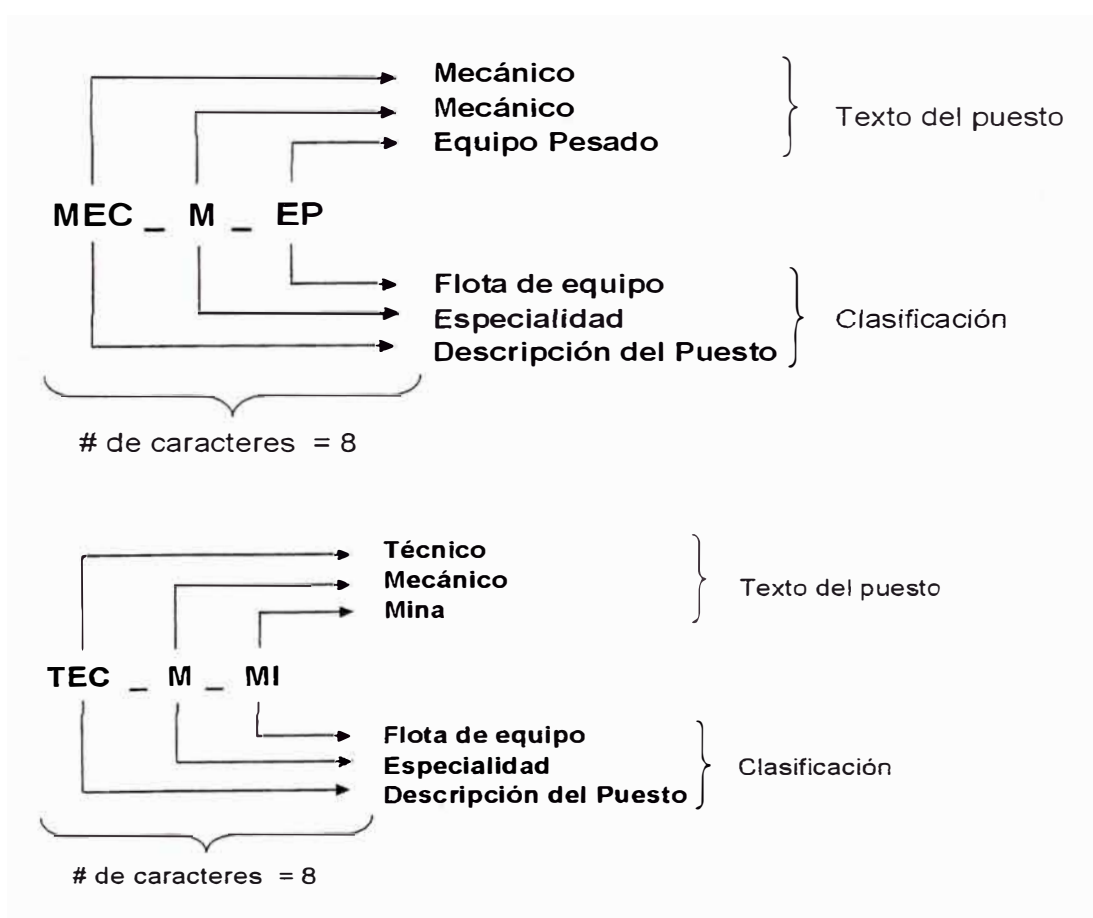 Mecánico
Mecánico
Equipo Pesado
Texto del puesto
MEC _ M _ EP
Flota de equipo
Especialidad
Descripción del Puesto
Clasificación
# de caracteres = 8
Técnico
Mecánico
Mina
Texto del puesto
TEC _ M _ MI
Flota de equipo
Especialidad
Descripción del Puesto
Clasificación
# de caracteres = 8